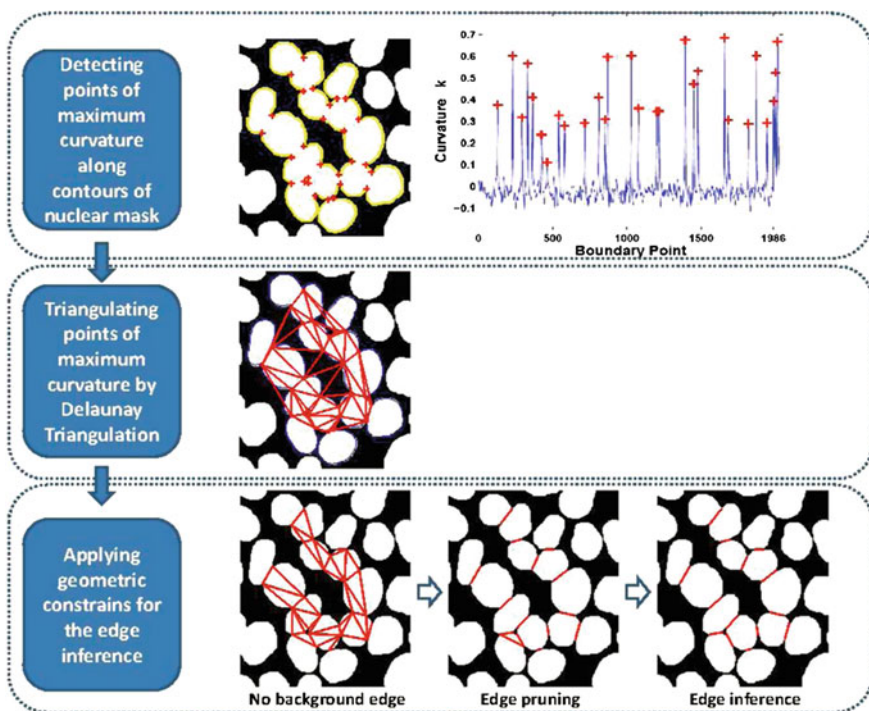 Detecting
points of
maximum
curvature
along
contours of
nuclear mask
Curvature k
0.7
0.6
0.5
0.4
0.3
0.2
0.1
0
−0.1
0
500
1000
1500
1986
Boundary Point
Triangulating
points of
maximum
curvature by
Delaunay
Triangulation
Applying
geometric
constrains for
the edge
inference
No background edge
Edge pruning
Edge inference